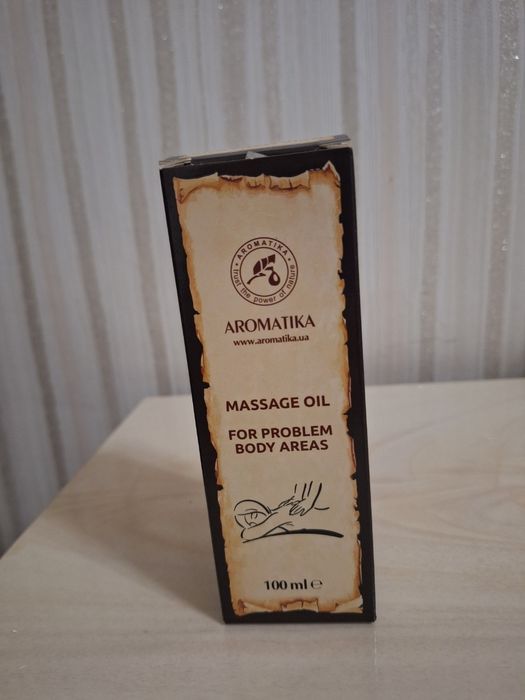 AROMATIKA
trust the power of nature
AROMATIKA
www.aromatika.ua
MASSAGE OIL
FOR PROBLEM
BODY AREAS
100 ml ℮